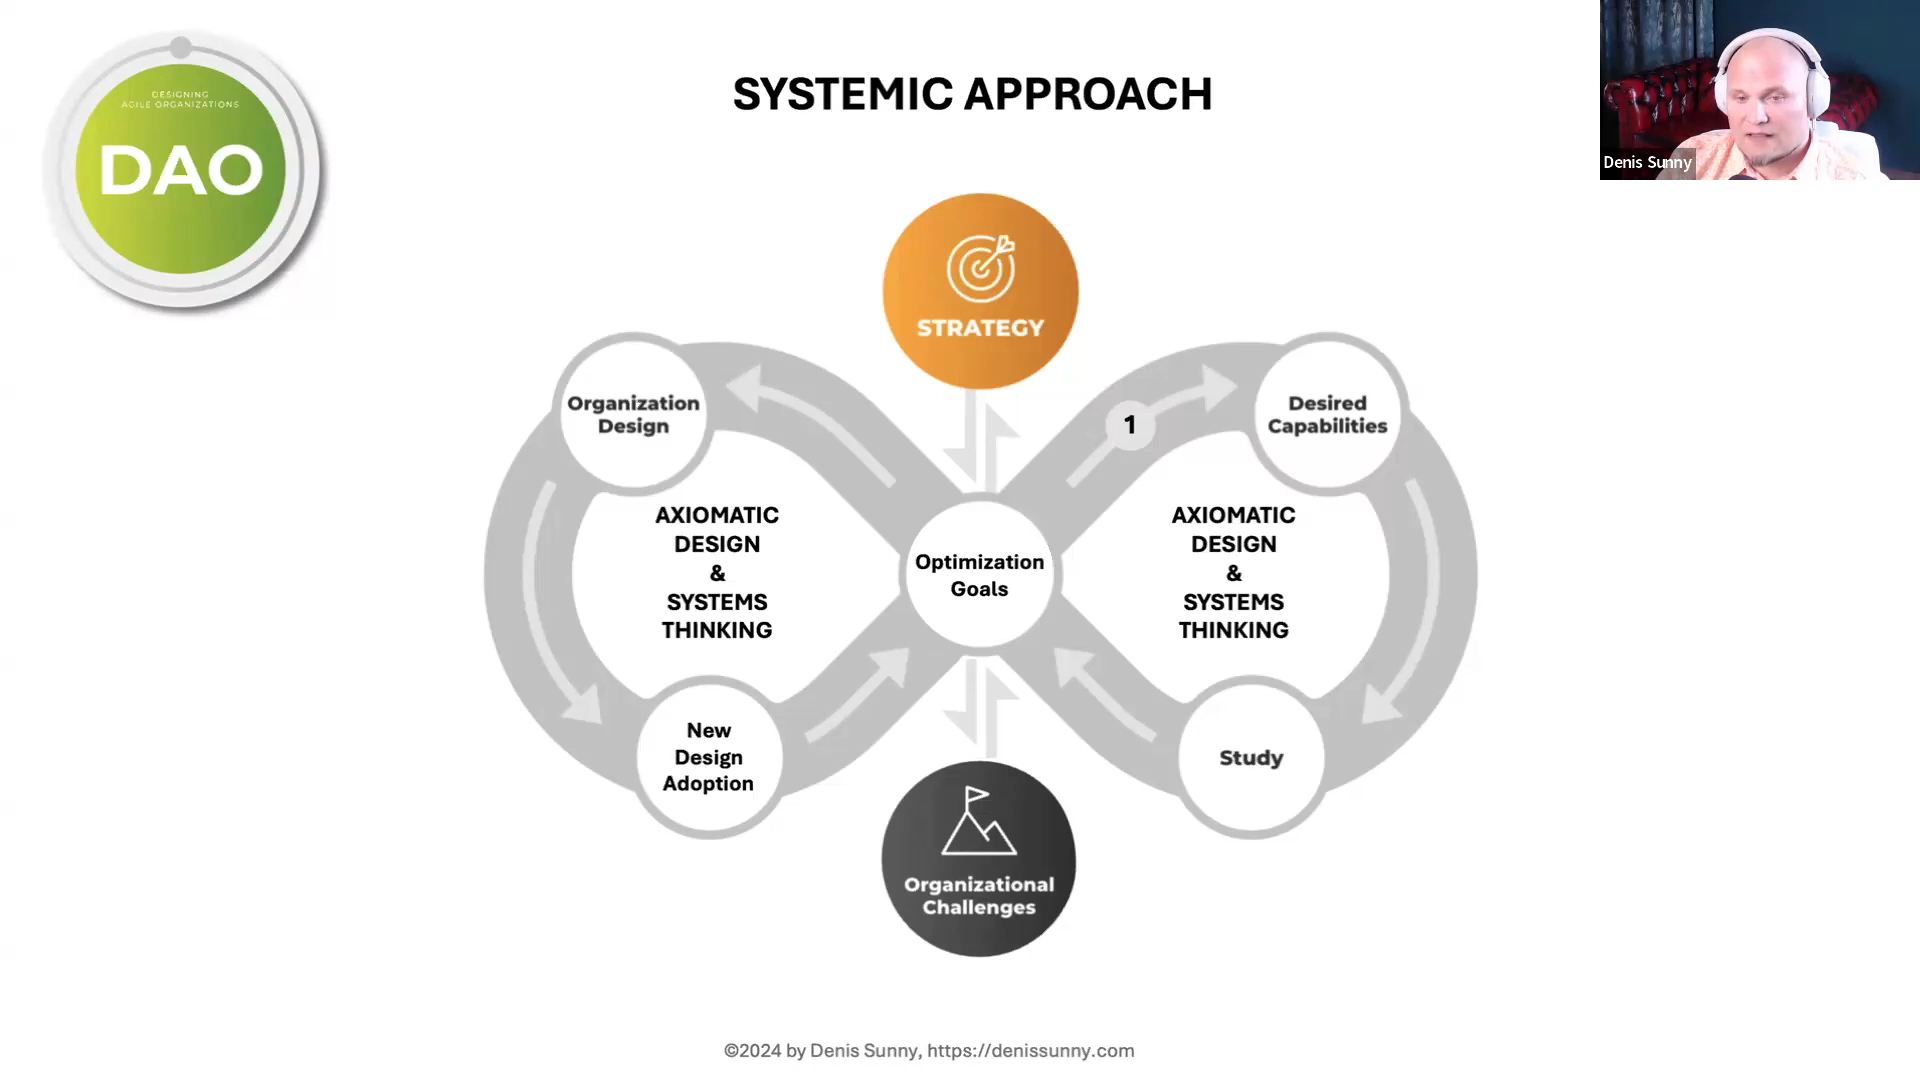 DESIGNING
AGILE ORGANIZATIONS
DAO
SYSTEMIC APPROACH
Denis Sunny
STRATEGY
Organization
Design
1
Desired
Capabilities
AXIOMATIC
DESIGN
&
SYSTEMS
THINKING
Optimization
Goals
AXIOMATIC
DESIGN
&
SYSTEMS
THINKING
New
Design
Adoption
Study
Organizational
Challenges
©2024 by Denis Sunny, https://denissunny.com